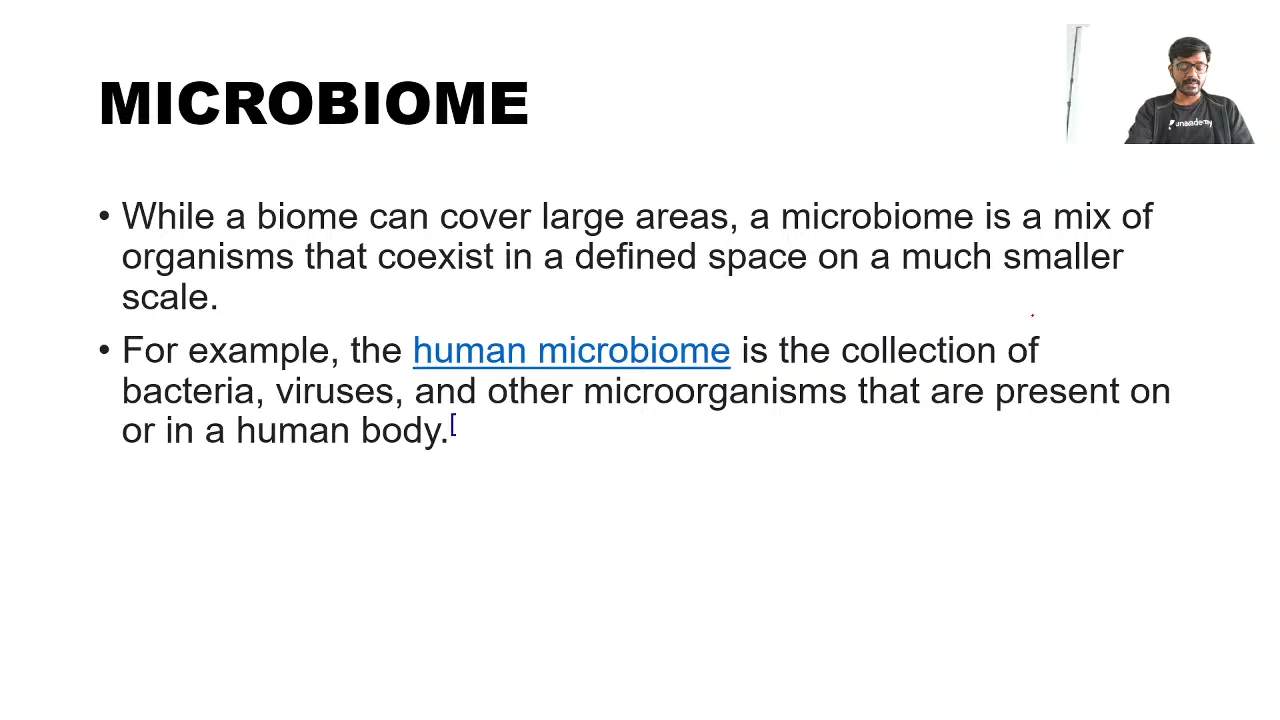 MICROBIOME
unacademy
• While a biome can cover large areas, a microbiome is a mix of
organisms that coexist in a defined space on a much smaller
scale.
• For example, the human microbiome is the collection of
bacteria, viruses, and other microorganisms that are present on
or in a human body.[